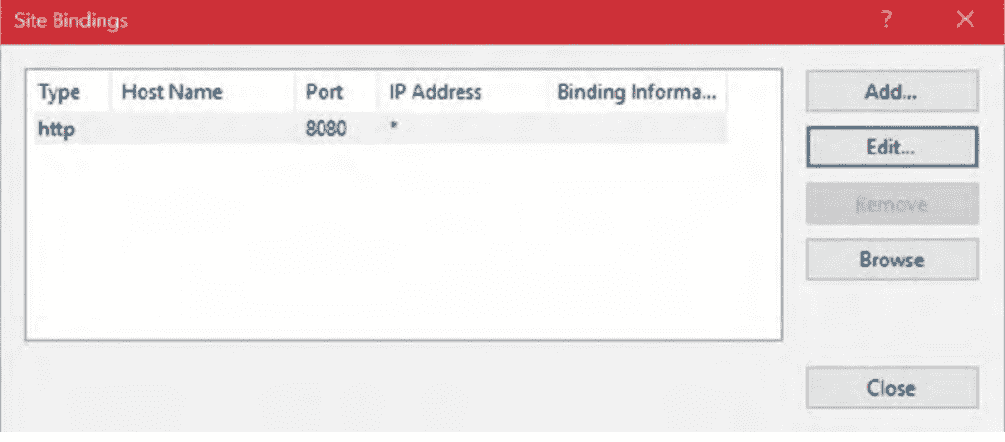 Site Bindings ? ×
Type Host Name Port IP Address Binding Informa...
http 8080 *
Add...
Edit...
Remove
Browse
Close